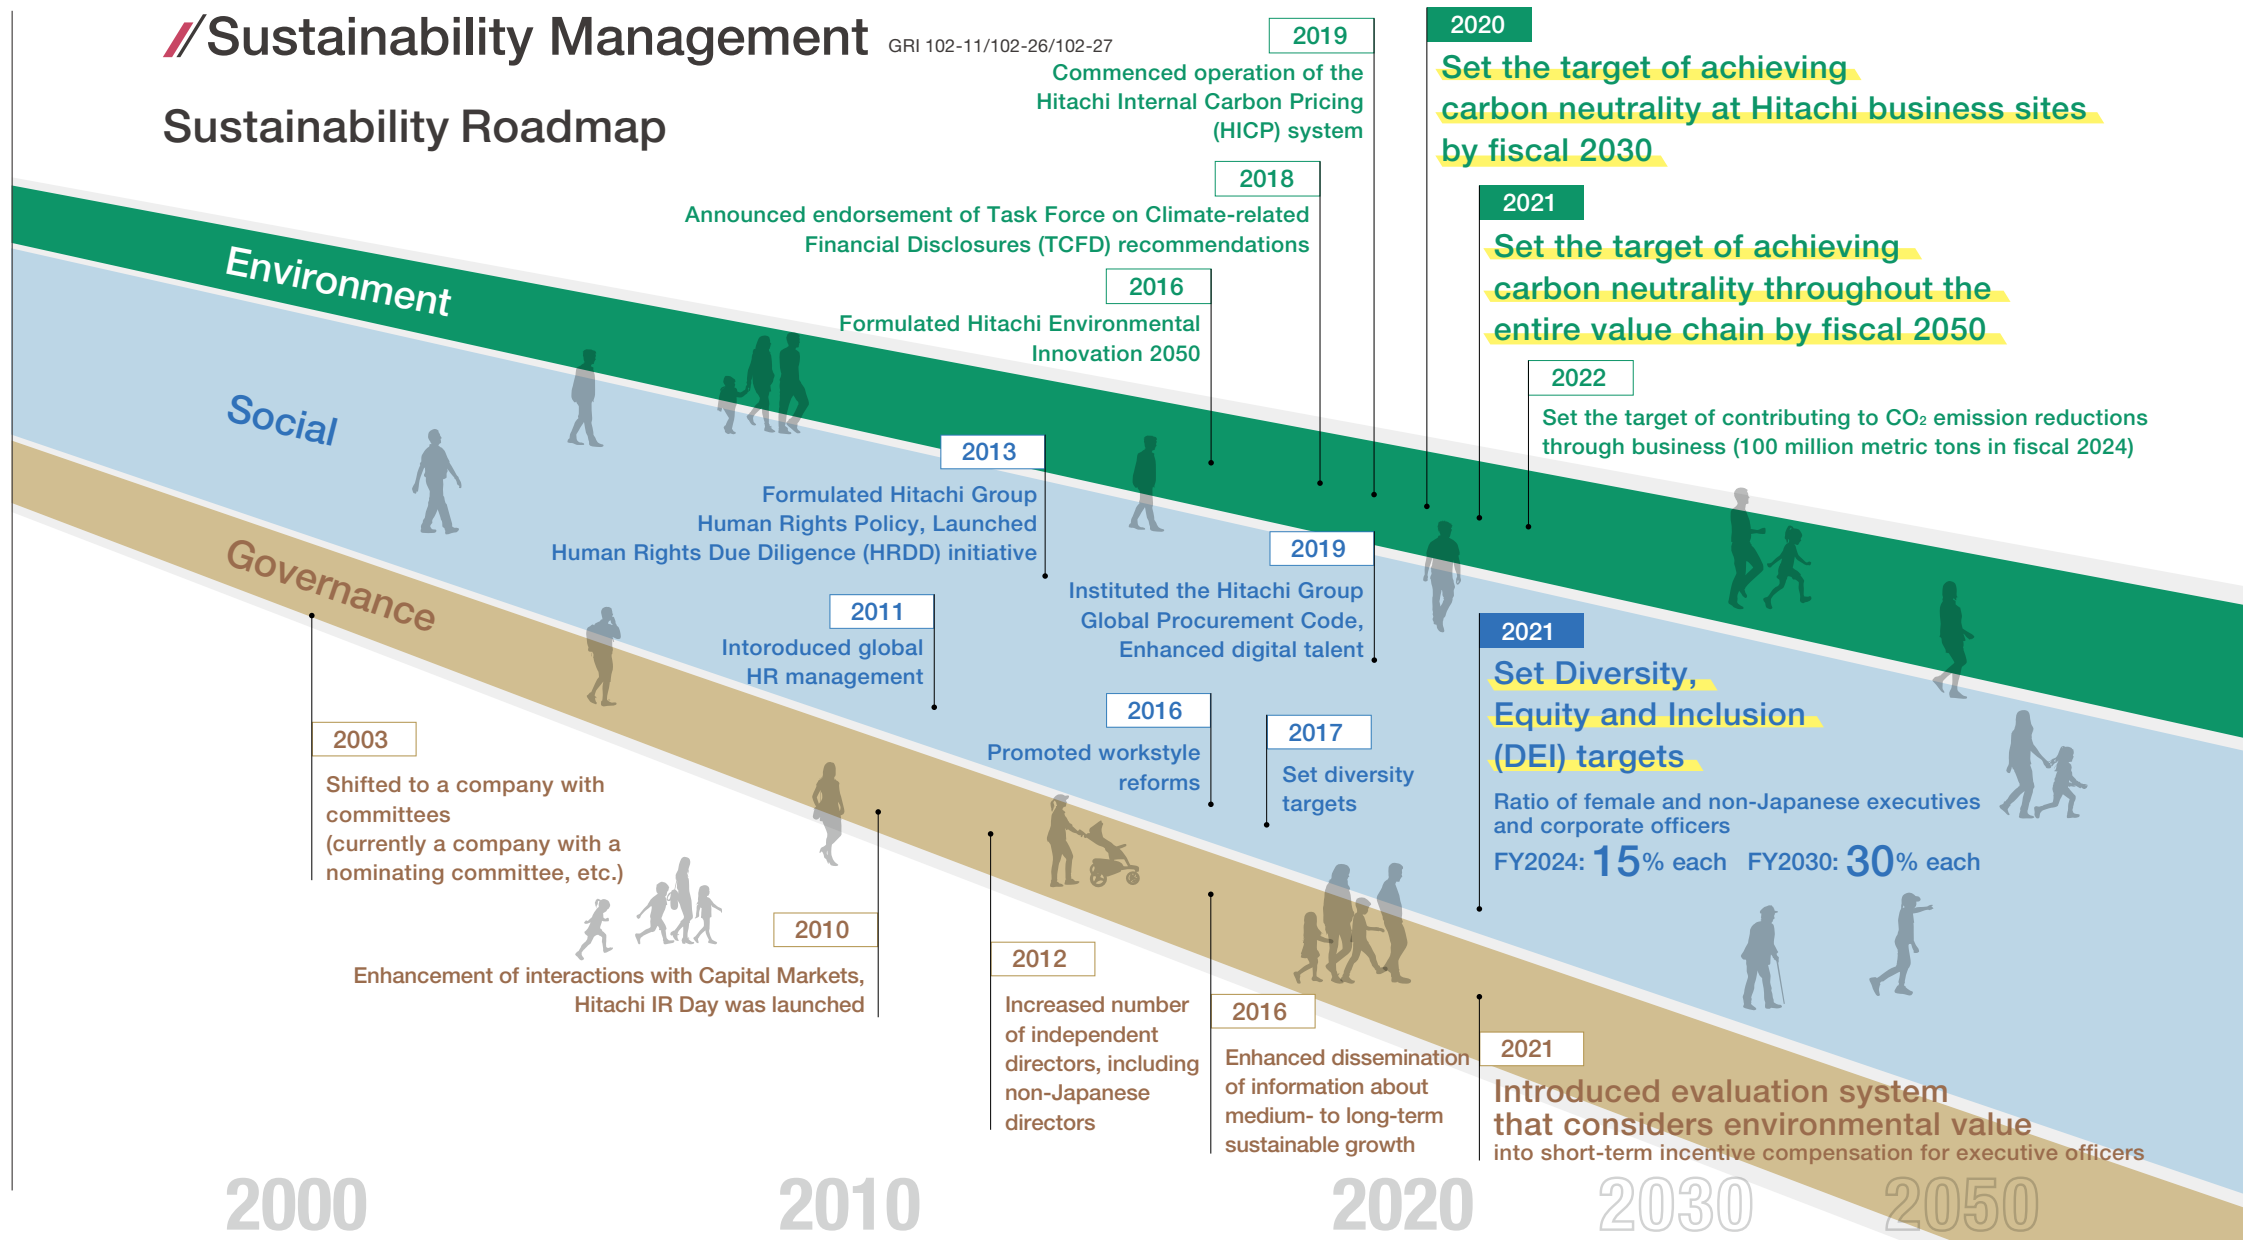 Sustainability Management GRI 102-11/102-26/102-27
Sustainability Roadmap
2019
Commenced operation of the
Hitachi Internal Carbon Pricing
(HICP) system
2020
Set the target of achieving
carbon neutrality at Hitachi business sites
by fiscal 2030
2018
Announced endorsement of Task Force on Climate-related
Financial Disclosures (TCFD) recommendations
2021
Set the target of achieving
carbon neutrality throughout the
entire value chain by fiscal 2050
2016
Formulated Hitachi Environmental
Innovation 2050
2022
Set the target of contributing to CO₂ emission reductions
through business (100 million metric tons in fiscal 2024)
Environment
Social
2013
Formulated Hitachi Group
Human Rights Policy, Launched
Human Rights Due Diligence (HRDD) initiative
2019
Instituted the Hitachi Group
Global Procurement Code,
Enhanced digital talent
2011
Intoroduced global
HR management
2016
Promoted workstyle
reforms
2017
Set diversity
targets
2021
Set Diversity,
Equity and Inclusion
(DEI) targets
Ratio of female and non-Japanese executives
and corporate officers
FY2024: 15% each FY2030: 30% each
Governance
2003
Shifted to a company with
committees
(currently a company with a
nominating committee, etc.)
2010
Enhancement of interactions with Capital Markets,
Hitachi IR Day was launched
2012
Increased number
of independent
directors, including
non-Japanese
directors
2016
Enhanced dissemination
of information about
medium- to long-term
sustainable growth
2021
Introduced evaluation system
that considers environmental value
into short-term incentive compensation for executive officers
2000
2010
2020
2030
2050